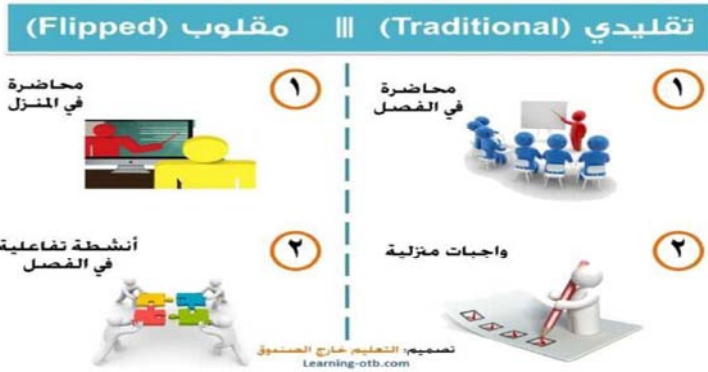 تقليدي (Traditional) ||| مقلوب (Flipped)
١
محاضرة
في الفصل
٢
واجبات منزلية
١
محاضرة
في المنزل
٢
أنشطة تفاعلية
في الفصل
تصميم: التعليم خارج الصندوق
Learning-otb.com